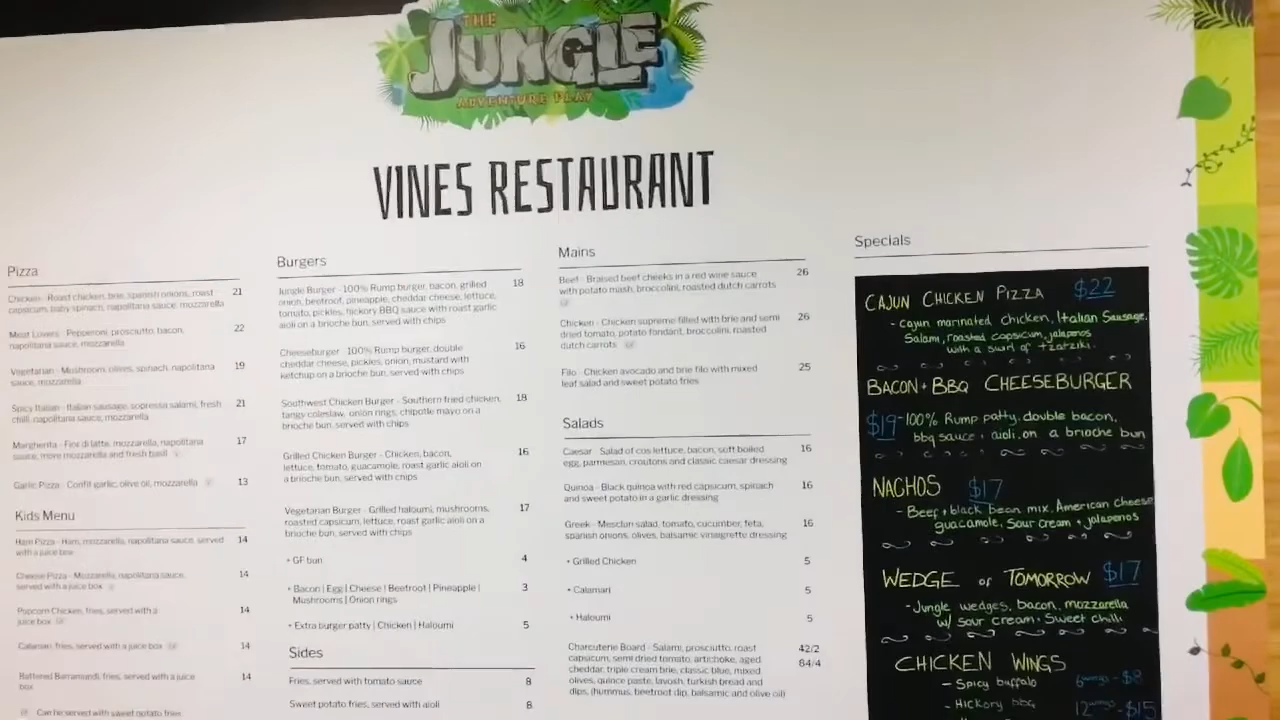 THE
JUNGLE
ADVENTURE PLAY
VINES RESTAURANT
Pizza
Chicken - Roast chicken, brie, spanish onions, roast 21
capsicum, baby spinach, napolitana sauce, mozzarella
Meat Lovers - Pepperoni, prosciutto, bacon, 22
napolitana sauce, mozzarella
Vegetarian - Mushroom, olives, spinach, napolitana 19
sauce, mozzarella
Spicy Italian - Italian sausage, sopressa salami, fresh 21
chilli, napolitana sauce, mozzarella
Margherita - Fior di latte, mozzarella, napolitana 17
sauce, more mozzarella and fresh basil
Garlic Pizza - Confit garlic, olive oil, mozzarella 13
Kids Menu
Ham Pizza - Ham, mozzarella, napolitana sauce, served 14
with a juice box
Cheese Pizza - Mozzarella, napolitana sauce, 14
served with a juice box
Popcorn Chicken, fries, served with a 14
juice box
Calamari, fries, served with a juice box 14
Battered Barramundi, fries, served with a juice 14
box
Can be served with sweet potato fries
Burgers
Jungle Burger - 100% Rump burger, bacon, grilled 18
onion, beetroot, pineapple, cheddar cheese, lettuce,
tomato, pickles, hickory BBQ sauce with roast garlic
aioli on a brioche bun, served with chips
Cheeseburger - 100% Rump burger, double 16
cheddar cheese, pickles, onion, mustard with
ketchup on a brioche bun, served with chips
Southwest Chicken Burger - Southern fried chicken, 18
tangy coleslaw, onion rings, chipotle mayo on a
brioche bun, served with chips
Grilled Chicken Burger - Chicken, bacon, 16
lettuce, tomato, guacamole, roast garlic aioli on
a brioche bun, served with chips
Vegetarian Burger - Grilled haloumi, mushrooms, 17
roasted capsicum, lettuce, roast garlic aioli on a
brioche bun, served with chips
• GF bun 4
• Bacon | Egg | Cheese | Beetroot | Pineapple | 3
Mushrooms | Onion rings
• Extra burger patty | Chicken | Haloumi 5
Sides
Fries, served with tomato sauce 8
Sweet potato fries, served with aioli 8
Mains
Beef - Braised beef cheeks in a red wine sauce 26
with potato mash, broccolini, roasted dutch carrots
Chicken - Chicken supreme filled with brie and semi 26
dried tomato, potato fondant, broccolini, roasted
dutch carrots
Filo - Chicken avocado and brie filo with mixed 25
leaf salad and sweet potato fries
Salads
Caesar - Salad of cos lettuce, bacon, soft boiled 16
egg, parmesan, croutons and classic caesar dressing
Quinoa - Black quinoa with red capsicum, spinach 16
and sweet potato in a garlic dressing
Greek - Mesclun salad, tomato, cucumber, feta, 16
spanish onions, olives, balsamic vinaigrette dressing
• Grilled Chicken 5
• Calamari 5
• Haloumi 5
Charcuterie Board - Salami, prosciutto, roast 42/2
capsicum, semi dried tomato, artichoke, aged 64/4
cheddar, triple cream brie, classic blue, mixed
olives, quince paste, lavosh, turkish bread and
dips, (hummus, beetroot dip, balsamic and olive oil)
Specials
CAJUN CHICKEN PIZZA $22
- Cajun marinated chicken, Italian Sausage,
Salami, roasted capsicum, jalapenos
with a swirl of tzatziki.
BACON + BBQ CHEESEBURGER
$19 - 100% Rump patty, double bacon,
bbq sauce + aioli, on a brioche bun
NACHOS $17
- Beef + black bean mix, American Cheese
guacamole, Sour cream + jalapenos
WEDGE OF TOMORROW $17
- Jungle wedges, bacon, mozzarella
w/ sour cream + Sweet chilli
CHICKEN WINGS
- Spicy buffalo 6 wings - $8
- Hickory bbq 12 wings - $15